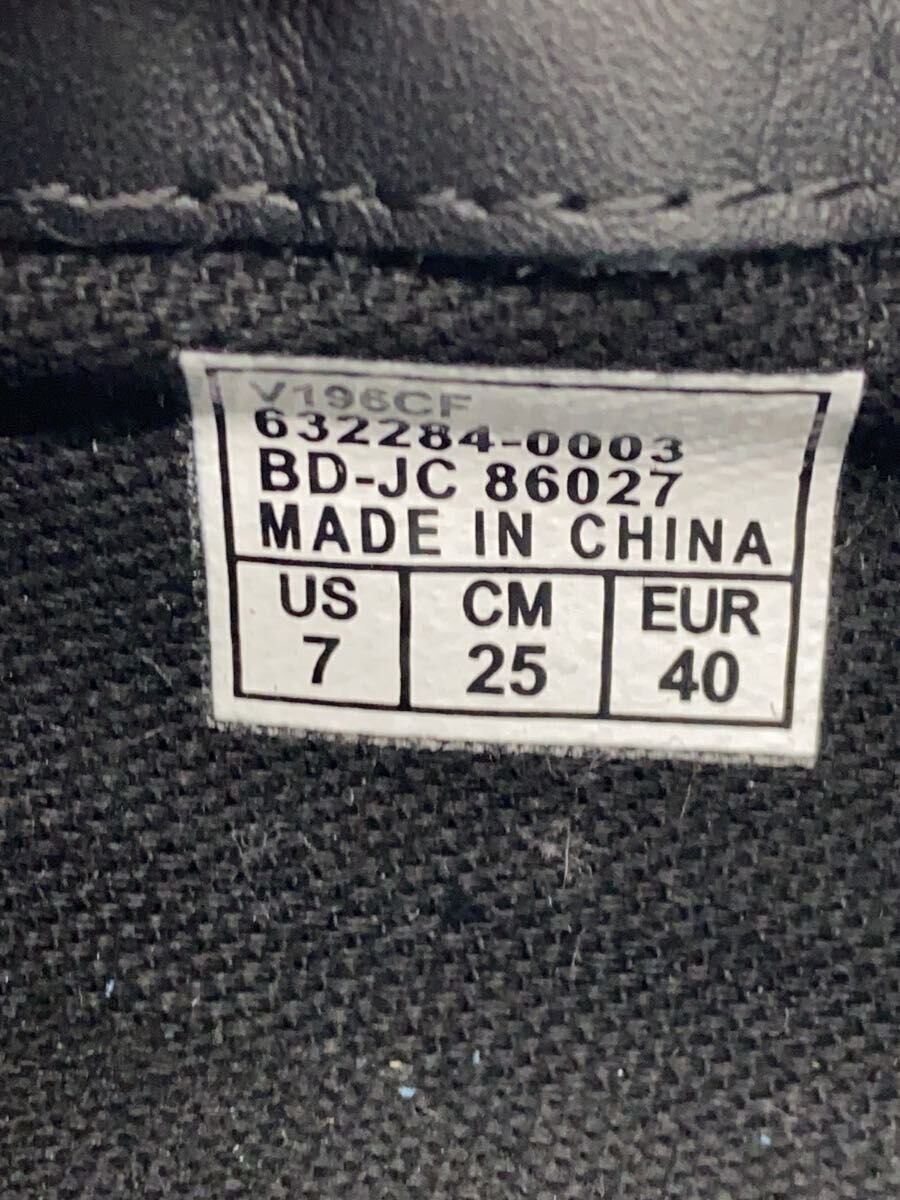 V196CF
632284-0003
BD-JC 86027
MADE IN CHINA
US CM EUR
7 25 40